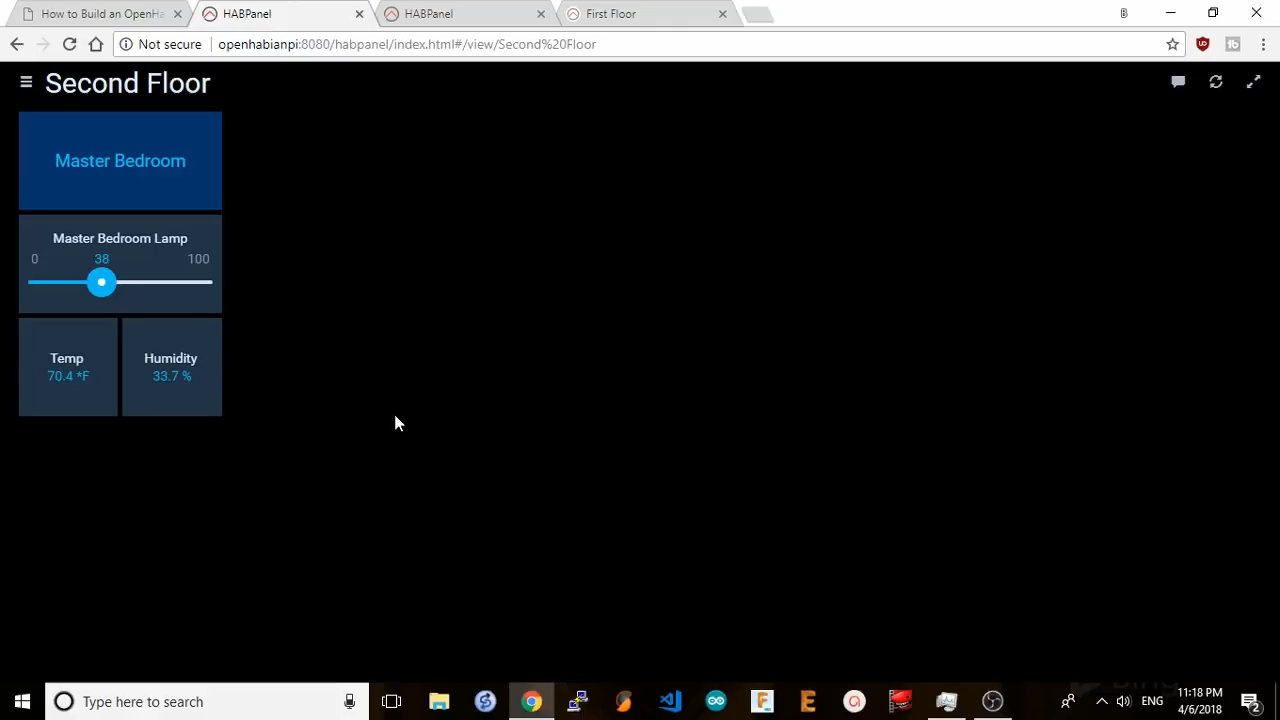 How to Build an OpenHa
HABPanel
HABPanel
First Floor
Not secure
openhabianpi:8080/habpanel/index.html#/view/Second%20Floor
Second Floor
Master Bedroom
Master Bedroom Lamp
0 38 100
Temp
70.4 *F
Humidity
33.7 %
Type here to search
ENG
11:18 PM
4/6/2018
2